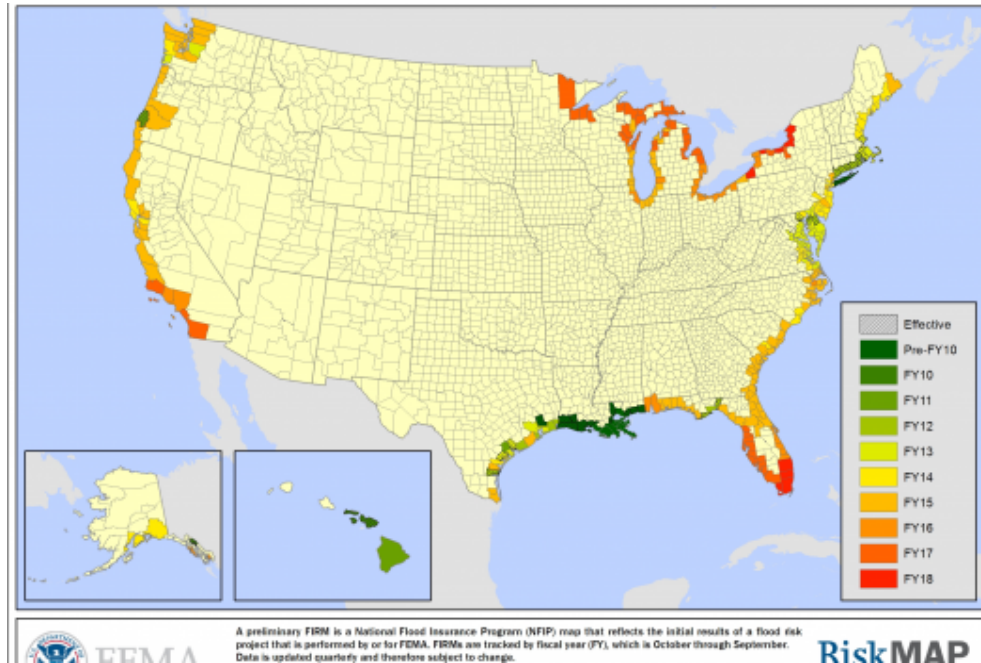 Effective
Pre-FY10
FY10
FY11
FY12
FY13
FY14
FY15
FY16
FY17
FY18
FEMA
A preliminary FIRM is a National Flood Insurance Program (NFIP) map that reflects the initial results of a flood risk
project that is performed by or for FEMA. FIRMs are tracked by fiscal year (FY), which is October through September.
Data is updated quarterly and therefore subject to change.
RiskMAP